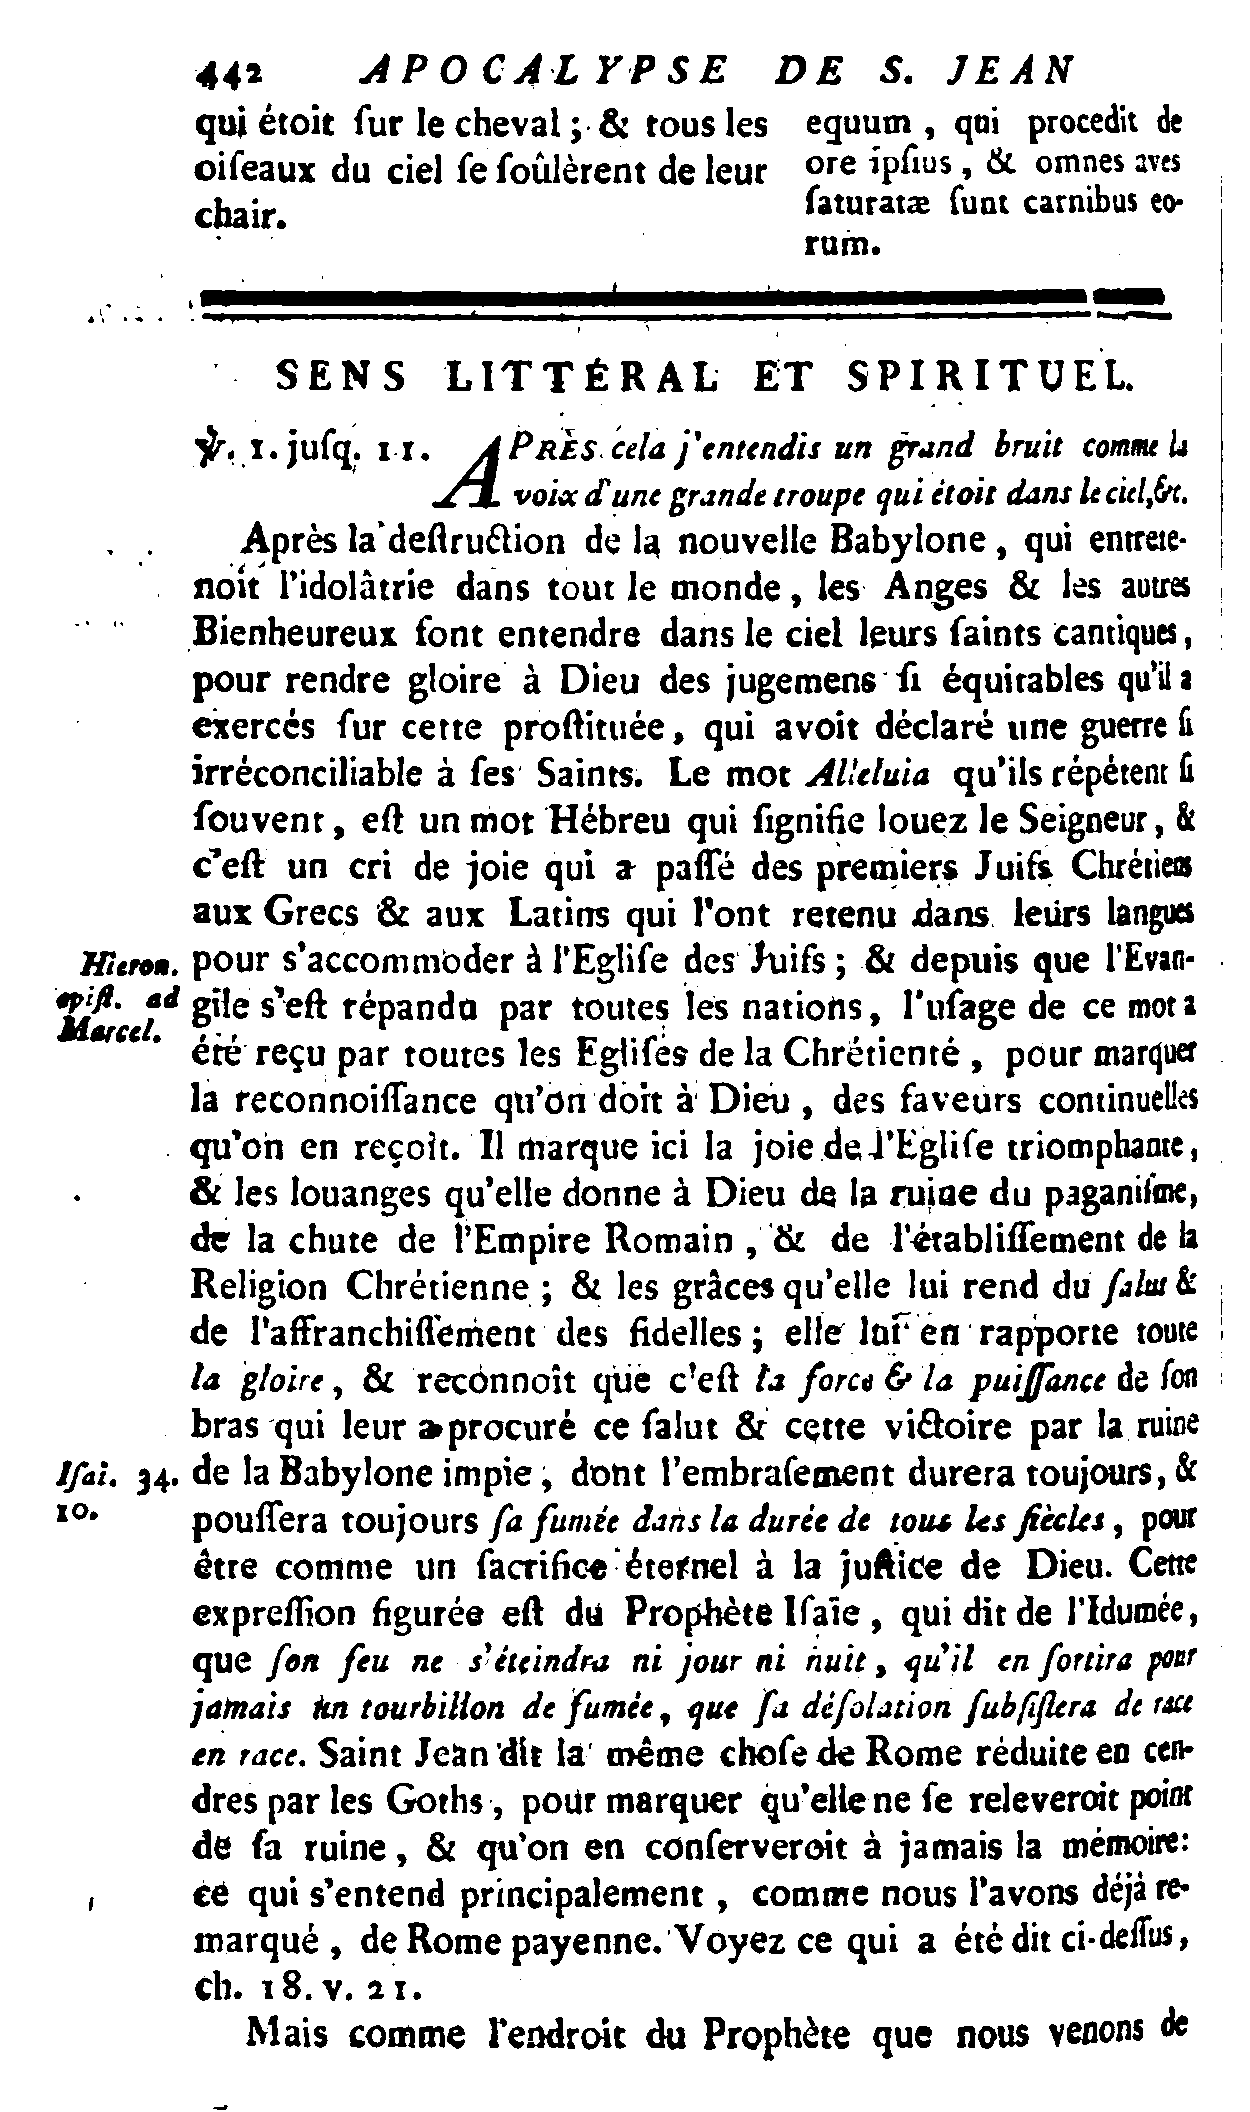 442 APOCALYPSE DE S. JEAN
qui étoit ſur le cheval ; & tous les
oiſeaux du ciel ſe ſoûlèrent de leur
chair.
equum , qui procedit de
ore ipſius , & omnes aves
ſaturatæ ſunt carnibus eo-
rum.
SENS LITTÉRAL ET SPIRITUEL.
℣. 1. juſq. 11. APRÈS cela j'entendis un grand bruit comme la
voix d'une grande troupe qui étoit dans le ciel, &c.
Après la deſtruction de la nouvelle Babylone , qui entrete-
noit l'idolâtrie dans tout le monde , les Anges & les autres
Bienheureux font entendre dans le ciel leurs ſaints cantiques ,
pour rendre gloire à Dieu des jugemens ſi équitables qu'il a
exercés ſur cette proſtituée , qui avoit déclaré une guerre ſi
irréconciliable à ſes Saints. Le mot Alleluia qu'ils répétent ſi
ſouvent , eſt un mot Hébreu qui ſignifie louez le Seigneur , &
c'eſt un cri de joie qui a paſſé des premiers Juifs Chrétiens
aux Grecs & aux Latins qui l'ont retenu dans leurs langues
Hieron. pour s'accommoder à l'Egliſe des Juifs ; & depuis que l'Evan-
epiſt. ad gile s'eſt répandu par toutes les nations , l'uſage de ce mot a
Marcel. été reçu par toutes les Egliſes de la Chrétienté , pour marquer
la reconnoiſſance qu'on doit à Dieu , des faveurs continuelles
qu'on en reçoit. Il marque ici la joie de l'Egliſe triomphante ,
& les louanges qu'elle donne à Dieu de la ruine du paganiſme,
de la chute de l'Empire Romain , & de l'établiſſement de la
Religion Chrétienne ; & les grâces qu'elle lui rend du ſalut &
de l'affranchiſſement des fidelles ; elle lui en rapporte toute
la gloire , & reconnoît que c'eſt la force & la puiſſance de ſon
bras qui leur a procuré ce ſalut & cette victoire par la ruine
Iſai. 34. de la Babylone impie , dont l'embraſement durera toujours, &
10. pouſſera toujours ſa fumée dans la durée de tous les ſiècles , pour
être comme un ſacrifice éternel à la juſtice de Dieu. Cette
expreſſion figurée eſt du Prophète Iſaïe , qui dit de l'Idumée,
que ſon feu ne s'éteindra ni jour ni nuit , qu'il en ſortira pour
jamais un tourbillon de fumée , que ſa déſolation ſubſiſtera de race
en race. Saint Jean dit la même choſe de Rome réduite en cen-
dres par les Goths , pour marquer qu'elle ne ſe releveroit point
de ſa ruine , & qu'on en conſerveroit à jamais la mémoire:
ce qui s'entend principalement , comme nous l'avons déjà re-
marqué , de Rome payenne. Voyez ce qui a été dit ci-deſſus ,
ch. 18. v. 21.
Mais comme l'endroit du Prophète que nous venons de